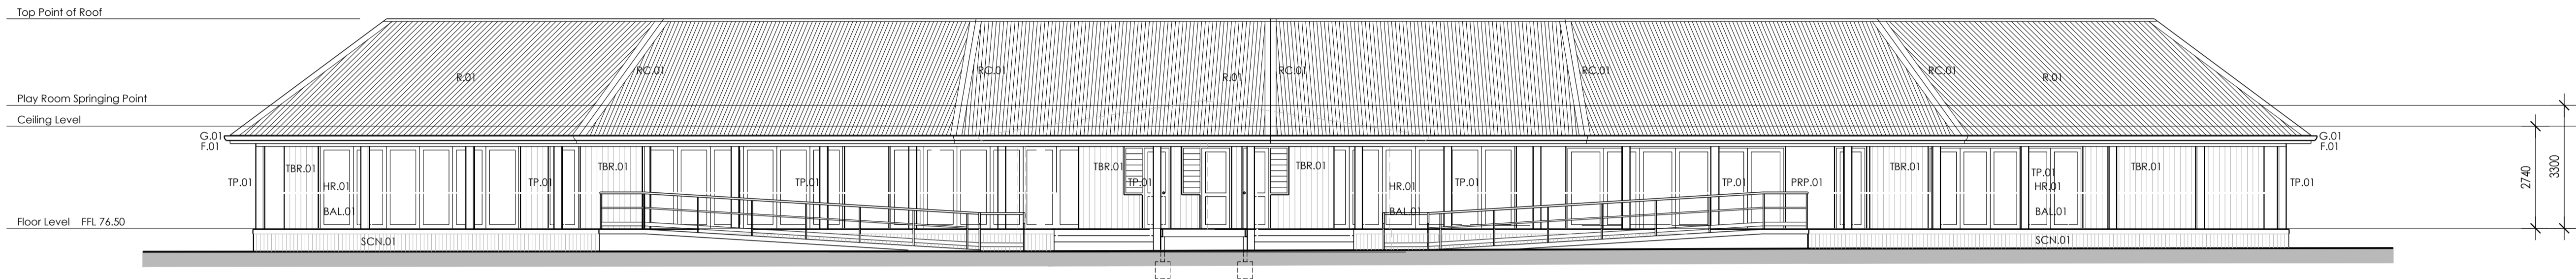 Top Point of Roof
R.01
RC.01
RC.01
R.01
RC.01
RC.01
RC.01
R.01
Play Room Springing Point
Ceiling Level
G.01
F.01
G.01
F.01
TBR.01
TBR.01
TBR.01
TBR.01
TBR.01
TBR.01
TP.01
HR.01
TP.01
TP.01
TP.01
HR.01
TP.01
TP.01
PRP.01
TP.01
HR.01
TP.01
BAL.01
BAL.01
BAL.01
Floor Level FFL 76.50
SCN.01
SCN.01
2740
3300